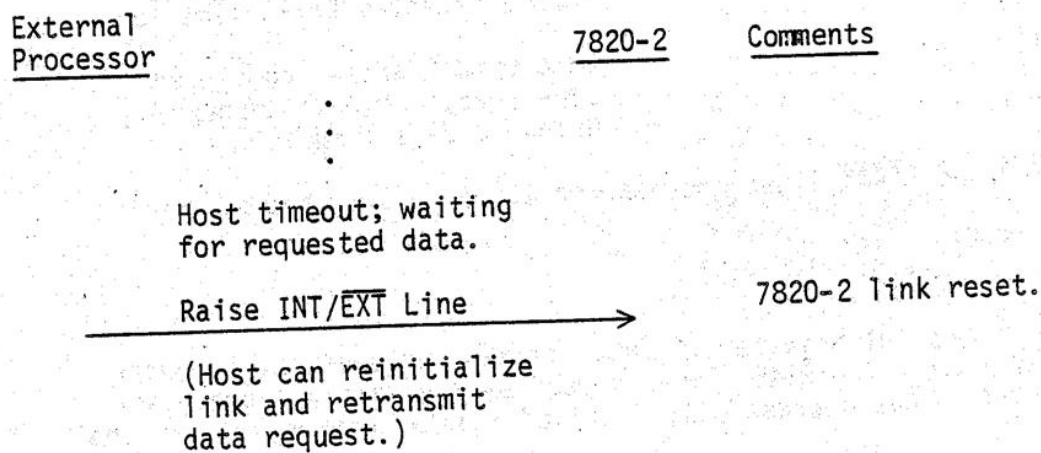 External
Processor
7820-2
Comments
Host timeout; waiting
for requested data.
Raise INT/E̅X̅T̅ Line
7820-2 link reset.
(Host can reinitialize
link and retransmit
data request.)